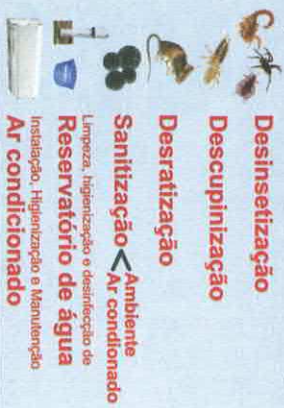 Desinsetização
Descupinização
Desratização
Sanitização < Ambiente
Ar condionado
Limpeza, higienização e desinfecção de
Reservatório de água
Instalação, Higienização e Manutenção
Ar condicionado